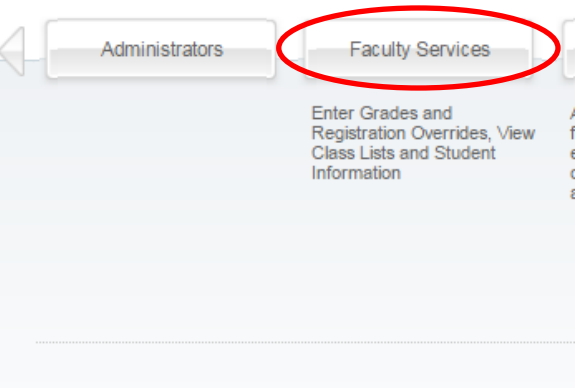 Administrators
Faculty Services
Enter Grades and
Registration Overrides, View
Class Lists and Student
Information